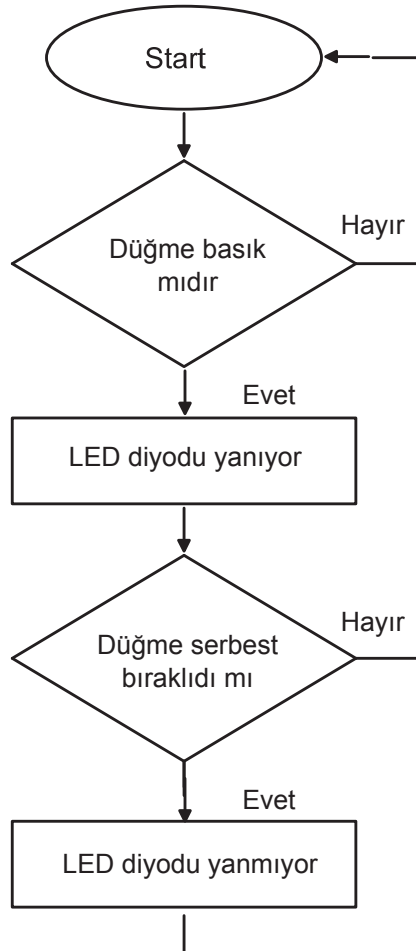 Start
Düğme basık
mıdır
Hayır
Evet
LED diyodu yanıyor
Düğme serbest
bıraklıdı mı
Hayır
Evet
LED diyodu yanmıyor